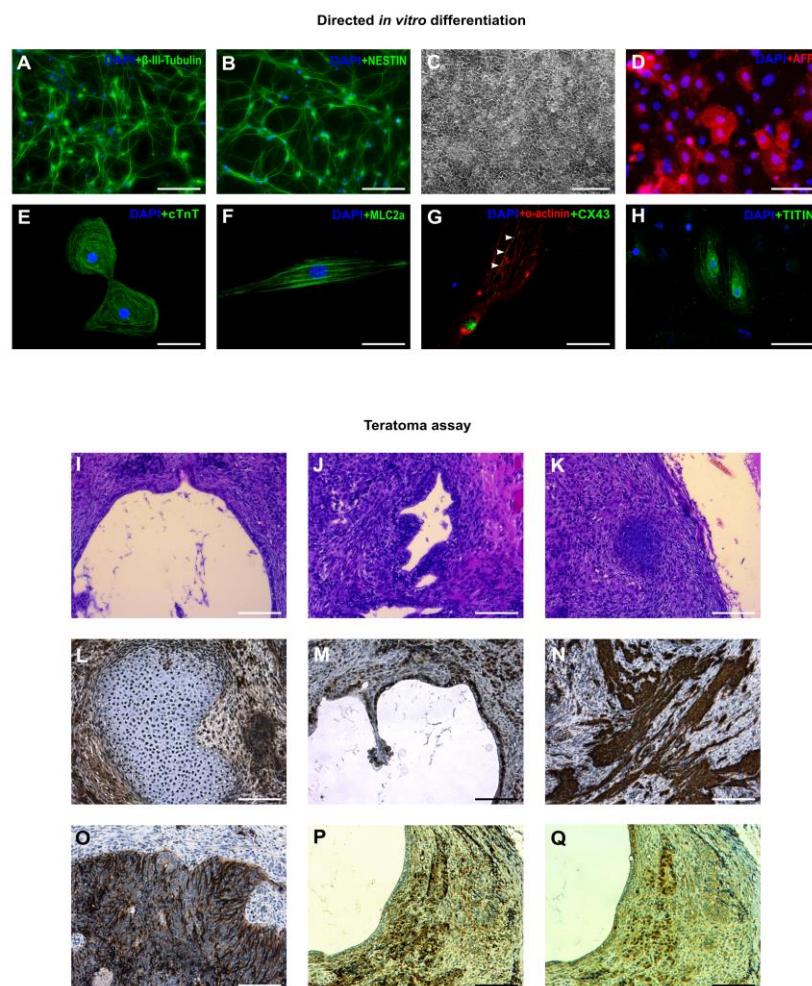 Directed in vitro differentiation
A
DAPI+β-III-Tubulin
B
DAPI+NESTIN
C
D
DAPI+AFP
E
DAPI+cTnT
F
DAPI+MLC2a
G
DAPI+α-actinin+CX43
H
DAPI+TITIN
Teratoma assay
I
J
K
L
M
N
O
P
Q